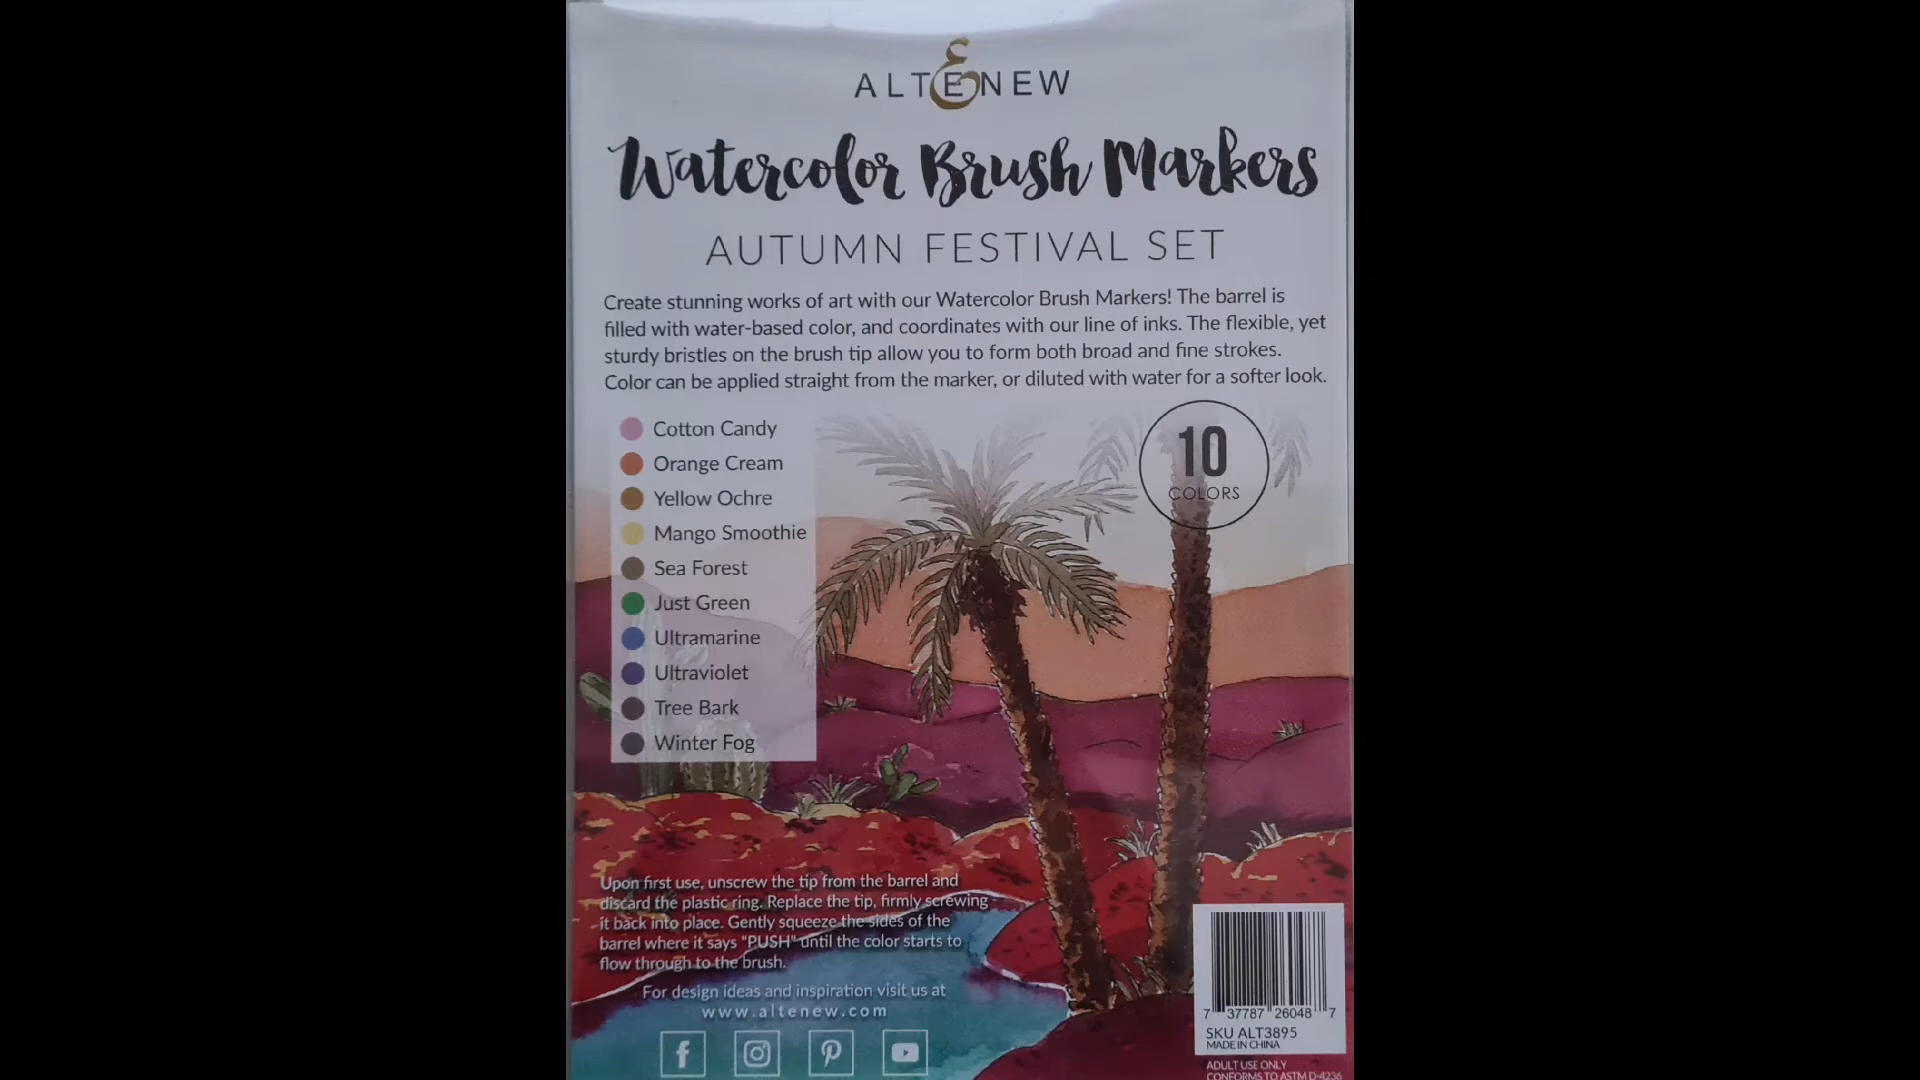 ALTENEW
Watercolor Brush Markers
AUTUMN FESTIVAL SET
Create stunning works of art with our Watercolor Brush Markers! The barrel is
filled with water-based color, and coordinates with our line of inks. The flexible, yet
sturdy bristles on the brush tip allow you to form both broad and fine strokes.
Color can be applied straight from the marker, or diluted with water for a softer look.
10
COLORS
Cotton Candy
Orange Cream
Yellow Ochre
Mango Smoothie
Sea Forest
Just Green
Ultramarine
Ultraviolet
Tree Bark
Winter Fog
Upon first use, unscrew the tip from the barrel and
discard the plastic ring. Replace the tip, firmly screwing
it back into place. Gently squeeze the sides of the
barrel where it says "PUSH" until the color starts to
flow through to the brush.
For design ideas and inspiration visit us at
www.altenew.com
7 37787 26048 7
SKU ALT3895
MADE IN CHINA
ADULT USE ONLY
CONFORMS TO ASTM D-4236